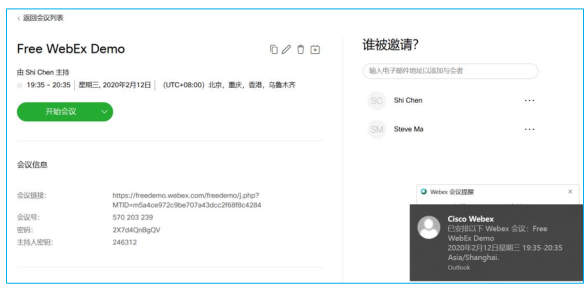 < 返回会议列表
Free WebEx Demo
由 Shi Chen 主持
19:35 - 20:35 | 星期三, 2020年2月12日 | (UTC+08:00) 北京，重庆，香港，乌鲁木齐
开始会议
会议信息
会议链接: https://freedemo.webex.com/freedemo/j.php?
MTID=m5a4ce972c9be707a43dcc2f68f8c4284
会议号: 570 203 239
密码: 2X7d4QnBgQV
主持人密钥: 246312
谁被邀请?
输入电子邮件地址以添加与会者
SC Shi Chen ···
SM Steve Ma ···
Webex 会议提醒 ×
Cisco Webex
已安排以下 Webex 会议: Free
WebEx Demo
2020年2月12日星期三 19:35-20:35
Asia/Shanghai.
Outlook